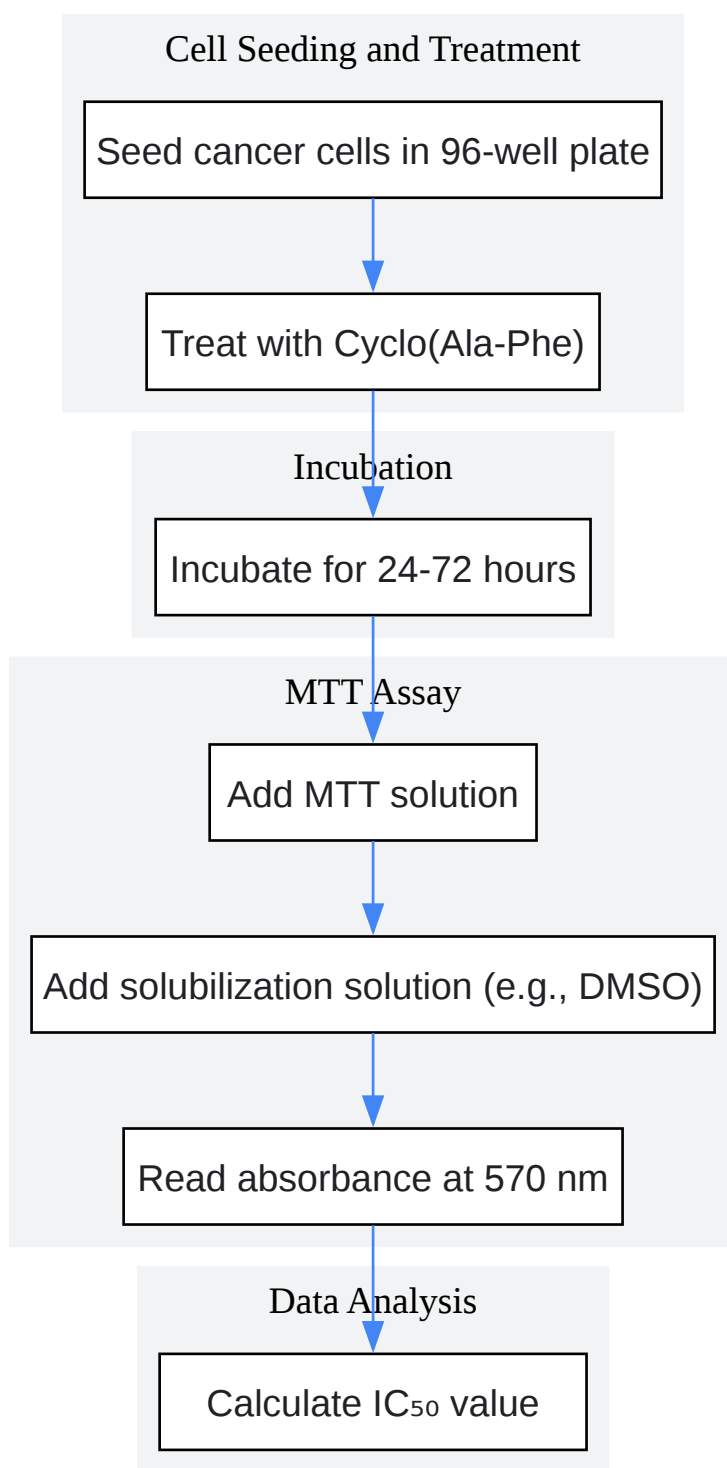 Cell Seeding and Treatment
Seed cancer cells in 96-well plate
Treat with Cyclo(Ala-Phe)
Incubation
Incubate for 24-72 hours
MTT Assay
Add MTT solution
Add solubilization solution (e.g., DMSO)
Read absorbance at 570 nm
Data Analysis
Calculate IC₅₀ value